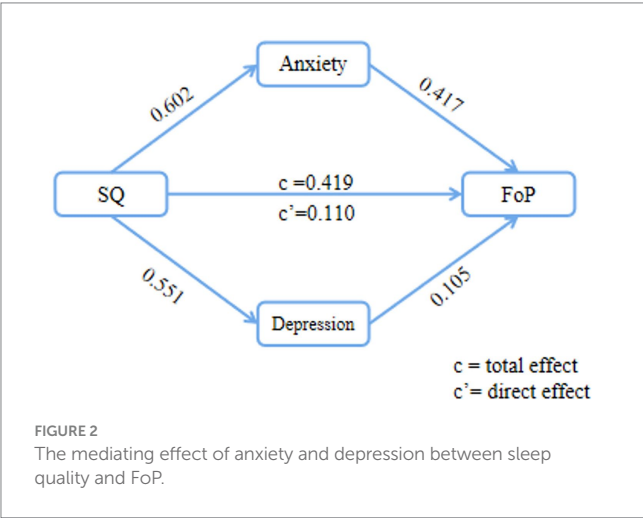 Anxiety
0.602
0.417
SQ
c =0.419
c’=0.110
FoP
0.551
0.105
Depression
c = total effect
c’= direct effect
FIGURE 2
The mediating effect of anxiety and depression between sleep
quality and FoP.